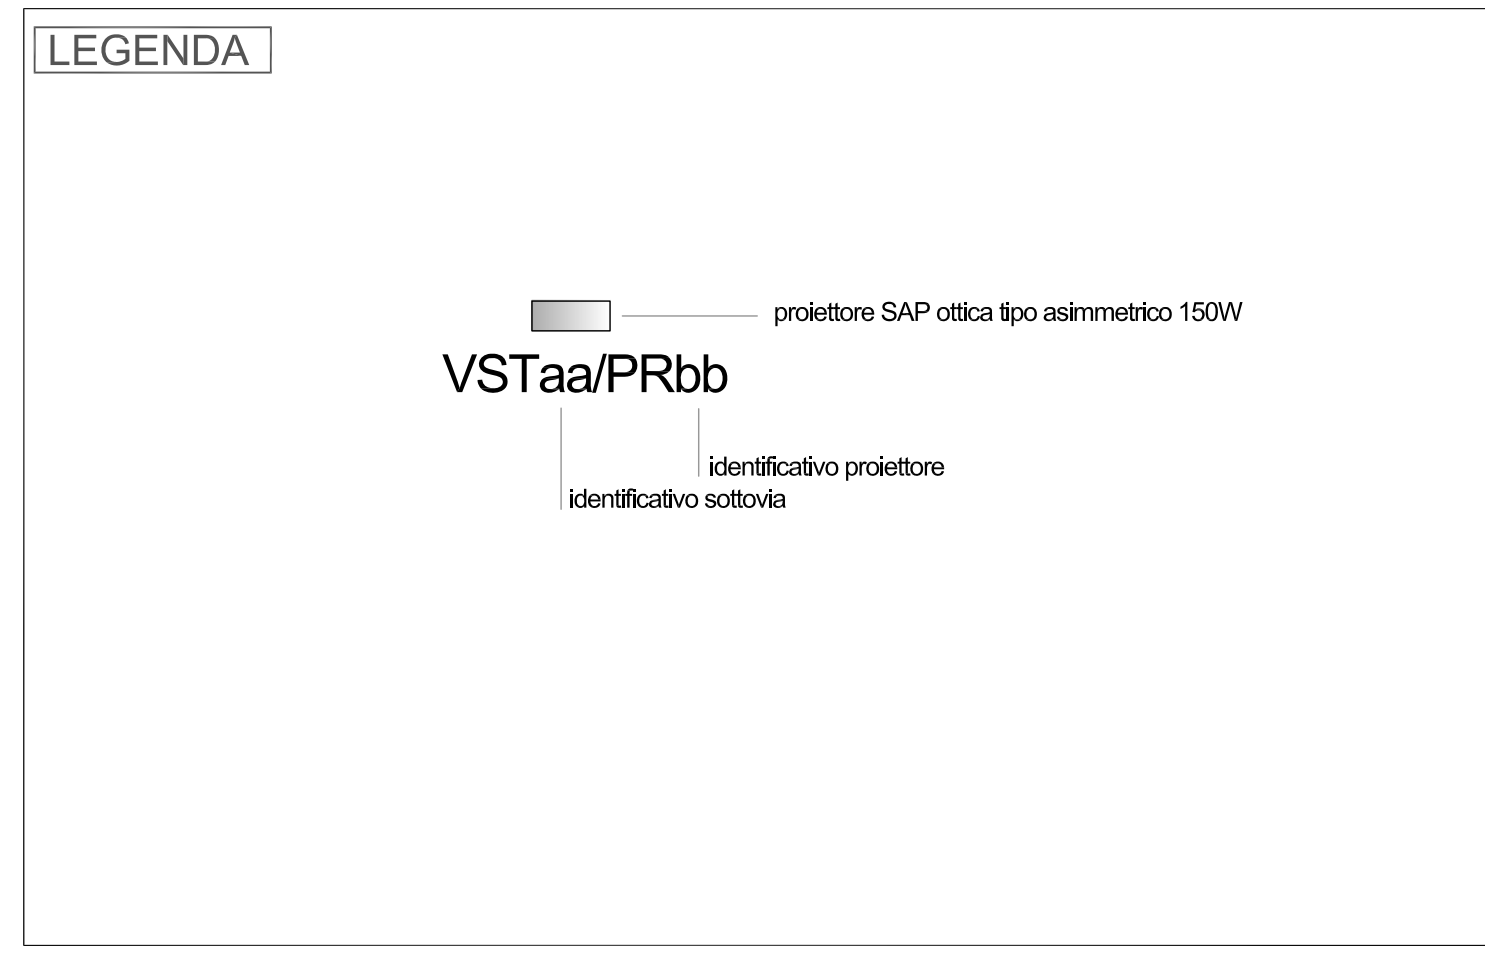 LEGENDA
proiettore SAP ottica tipo asimmetrico 150W
VSTaa/PRbb
identificativo proiettore
identificativo sottovia